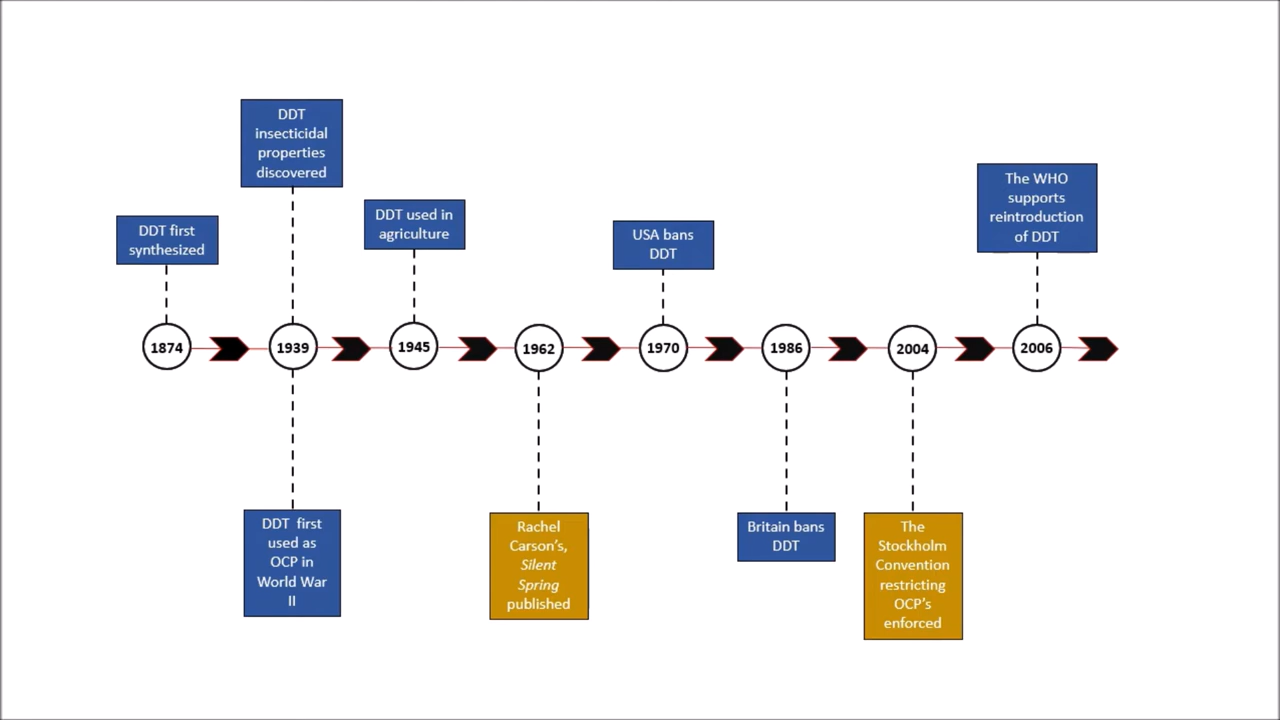 DDT
insecticidal
properties
discovered
The WHO
supports
reintroduction
of DDT
DDT used in
agriculture
DDT first
synthesized
USA bans
DDT
1874
1939
1945
1962
1970
1986
2004
2006
DDT  first
used as
OCP in
World War
II
Rachel
Carson's,
Silent
Spring
published
Britain bans
DDT
The
Stockholm
Convention
restricting
OCP's
enforced